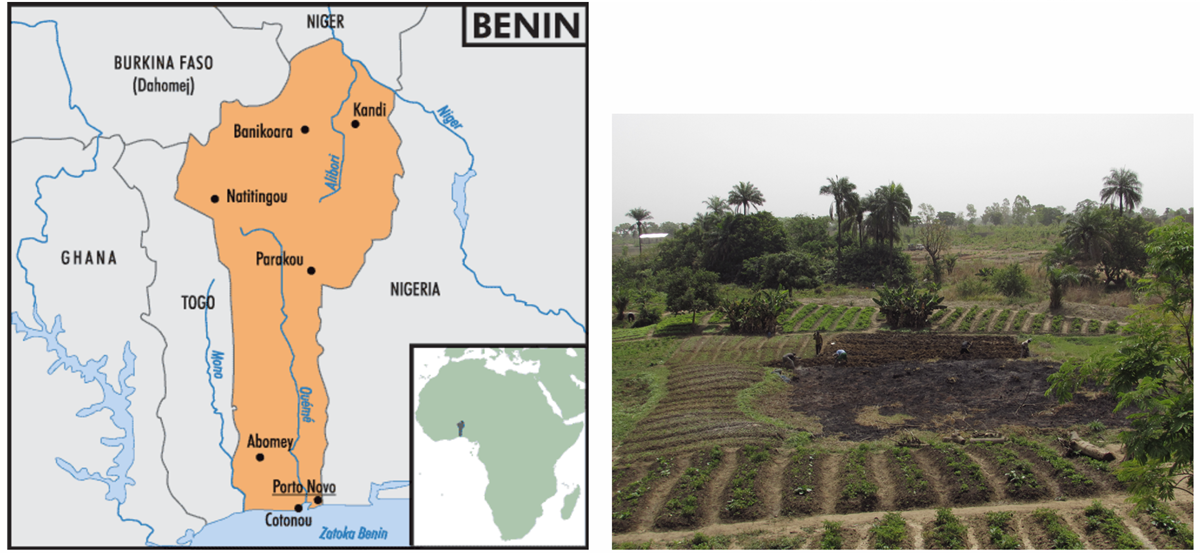 BENIN
NIGER
BURKINA FASO
(Dahomej)
Niger
Kandi
Banikoara
Alibori
Natitingou
GHANA
Parakou
TOGO
NIGERIA
Mono
Ouémé
Abomey
Porto Novo
Cotonou
Zatoka Benin